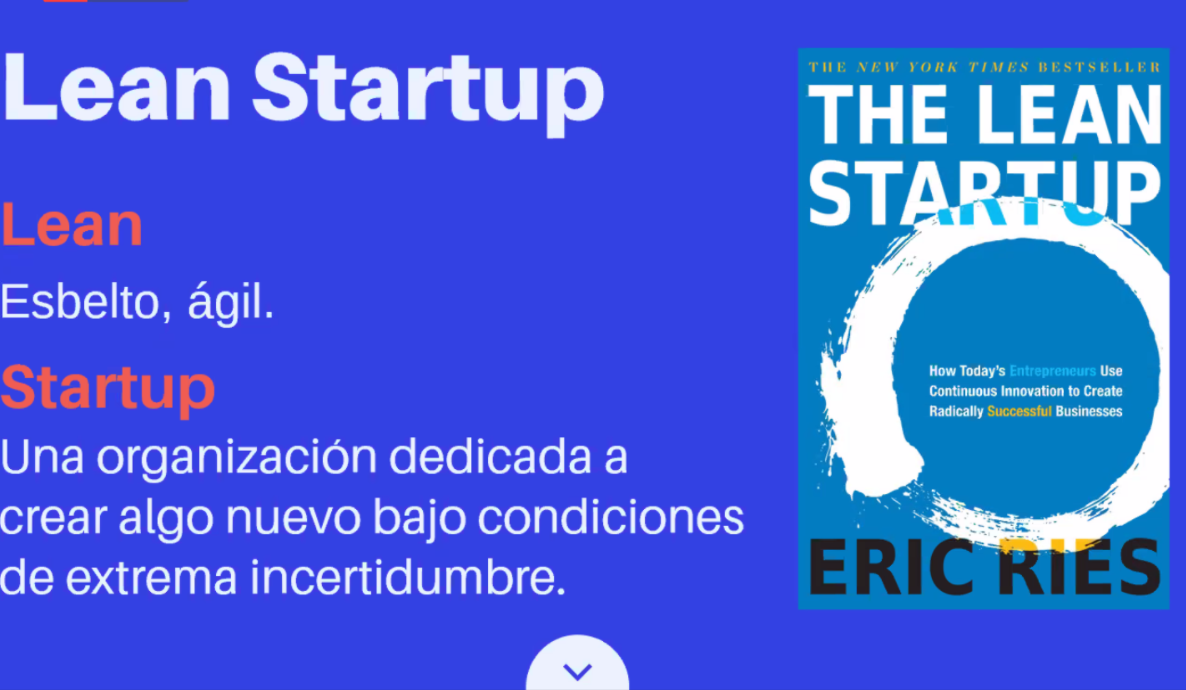 Lean Startup
Lean
Esbelto, ágil.
Startup
Una organización dedicada a
crear algo nuevo bajo condiciones
de extrema incertidumbre.
THE NEW YORK TIMES BESTSELLER
THE LEAN
STARTUP
How Today's Entrepreneurs Use
Continuous Innovation to Create
Radically Successful Businesses
ERIC RIES